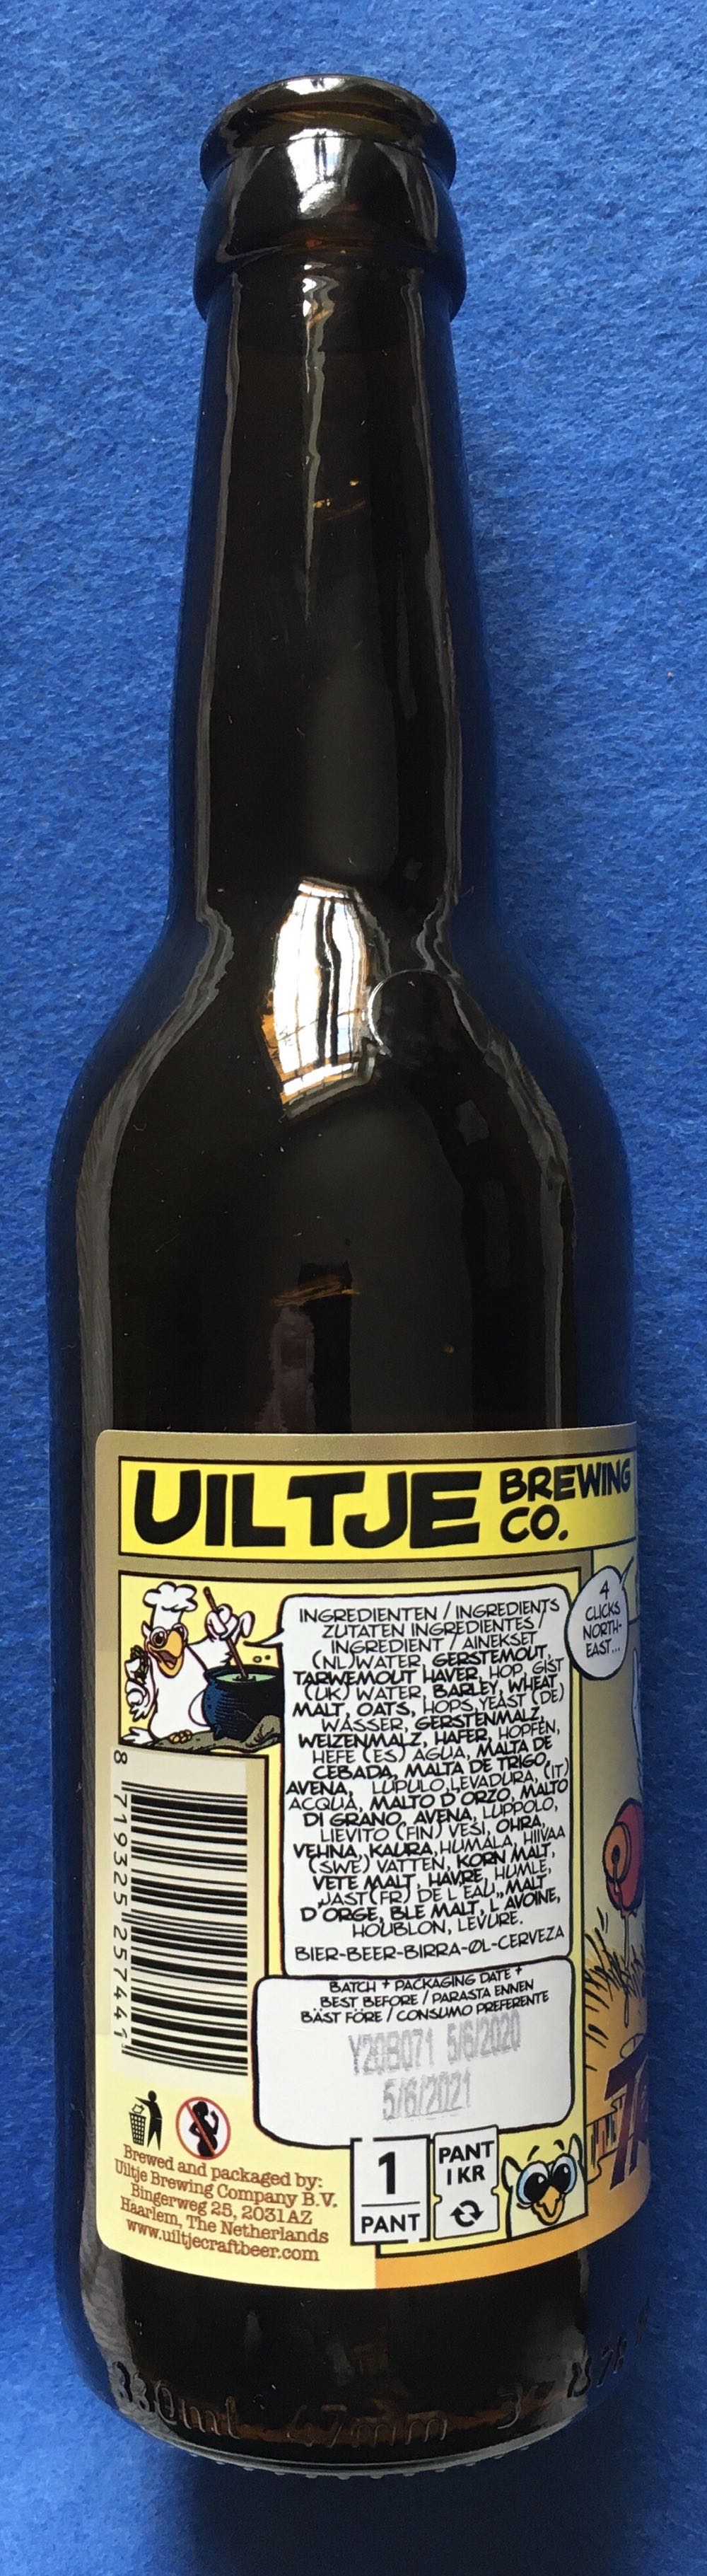 UILTJE BREWING CO.
4
CLICKS
NORTH-
EAST...
INGREDIENTEN / INGREDIENTS
ZUTATEN INGREDIENTES /
INGREDIENT / AINEKSET
(NL)WATER, GERSTEMOUT,
TARWEMOUT HAVER, HOP, GIST
(UK) WATER, BARLEY, WHEAT
MALT, OATS, HOPS, YEAST (DE)
WASSER, GERSTENMALZ,
WEIZENMALZ, HAFER, HOPFEN,
HEFE (ES) AGUA, MALTA DE
CEBADA, MALTA DE TRIGO,
AVENA, LUPULO, LEVADURA, (IT)
ACQUA, MALTO D'ORZO, MALTO
DI GRANO, AVENA, LUPPOLO,
LIEVITO (FIN) VESI, OHRA,
VEHNA, KAURA, HUMALA, HIIVAA
(SWE) VATTEN, KORN MALT,
VETE MALT, HAVRE, HUMLE,
JAST(FR) DE L EAU,, MALT
D'ORGE, BLE MALT, L AVOINE,
HOUBLON, LEVURE.
BIER-BEER-BIRRA-ØL-CERVEZA
8 719325 257441
BATCH + PACKAGING DATE +
BEST BEFORE / PARASTA ENNEN
BÄST FÖRE / CONSUMO PREFERENTE
Y20B071 5/6/2020
5/6/2021
1
PANT
PANT
1 KR
Brewed and packaged by:
Uiltje Brewing Company B.V.
Bingerweg 25, 2031AZ
Haarlem, The Netherlands
www.uiltjecraftbeer.com
330ml 47mm 3